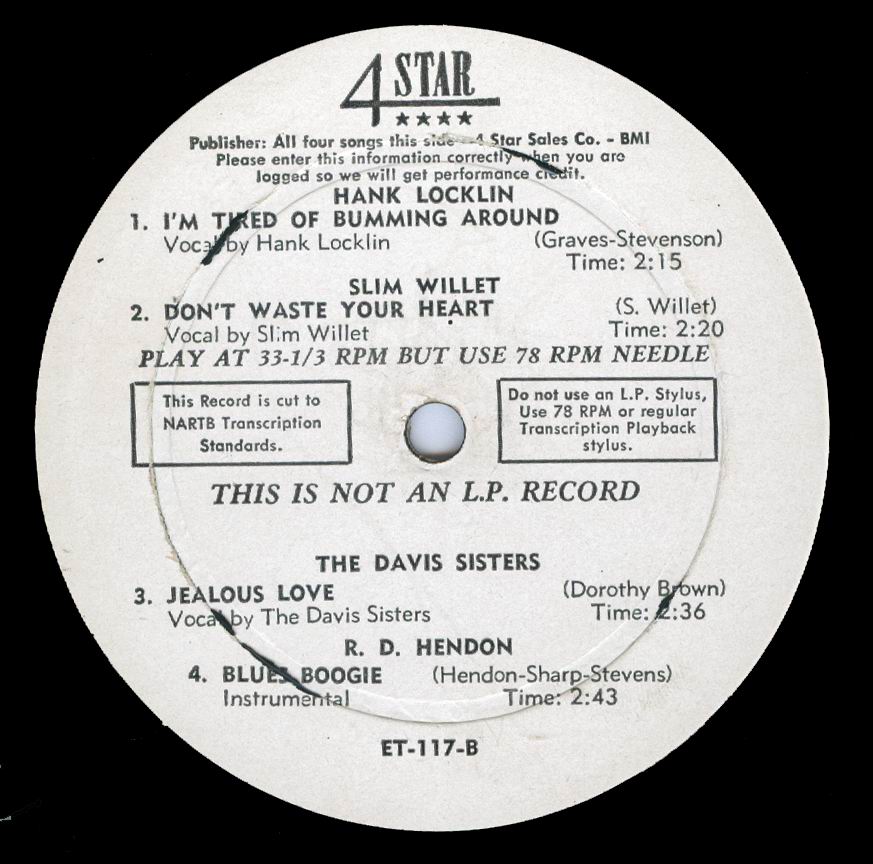 4 STAR
★★★★
Publisher: All four songs this side—4 Star Sales Co. - BMI
Please enter this information correctly when you are
logged so we will get performance credit.
HANK LOCKLIN
1. I'M TIRED OF BUMMING AROUND
Vocal by Hank Locklin (Graves-Stevenson)
Time: 2:15
SLIM WILLET
2. DON'T WASTE YOUR HEART (S. Willet)
Vocal by Slim Willet Time: 2:20
PLAY AT 33-1/3 RPM BUT USE 78 RPM NEEDLE
This Record is cut to
NARTB Transcription
Standards.
Do not use an L.P. Stylus,
Use 78 RPM or regular
Transcription Playback
stylus.
THIS IS NOT AN L.P. RECORD
THE DAVIS SISTERS
3. JEALOUS LOVE (Dorothy Brown)
Vocal by The Davis Sisters Time: 2:36
R. D. HENDON
4. BLUES BOOGIE (Hendon-Sharp-Stevens)
Instrumental Time: 2:43
ET-117-B